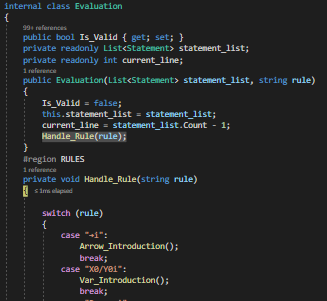 internal class Evaluation
{
99+ references
public bool Is_Valid { get; set; }
private readonly List<Statement> statement_list;
private readonly int current_line;
1 reference
public Evaluation(List<Statement> statement_list, string rule)
{
Is_Valid = false;
this.statement_list = statement_list;
current_line = statement_list.Count - 1;
Handle_Rule(rule);
}
#region RULES
1 reference
private void Handle_Rule(string rule)
{ ≤ 1ms elapsed
switch (rule)
{
case "→i":
Arrow_Introduction();
break;
case "X0/Y0i":
Var_Introduction();
break;